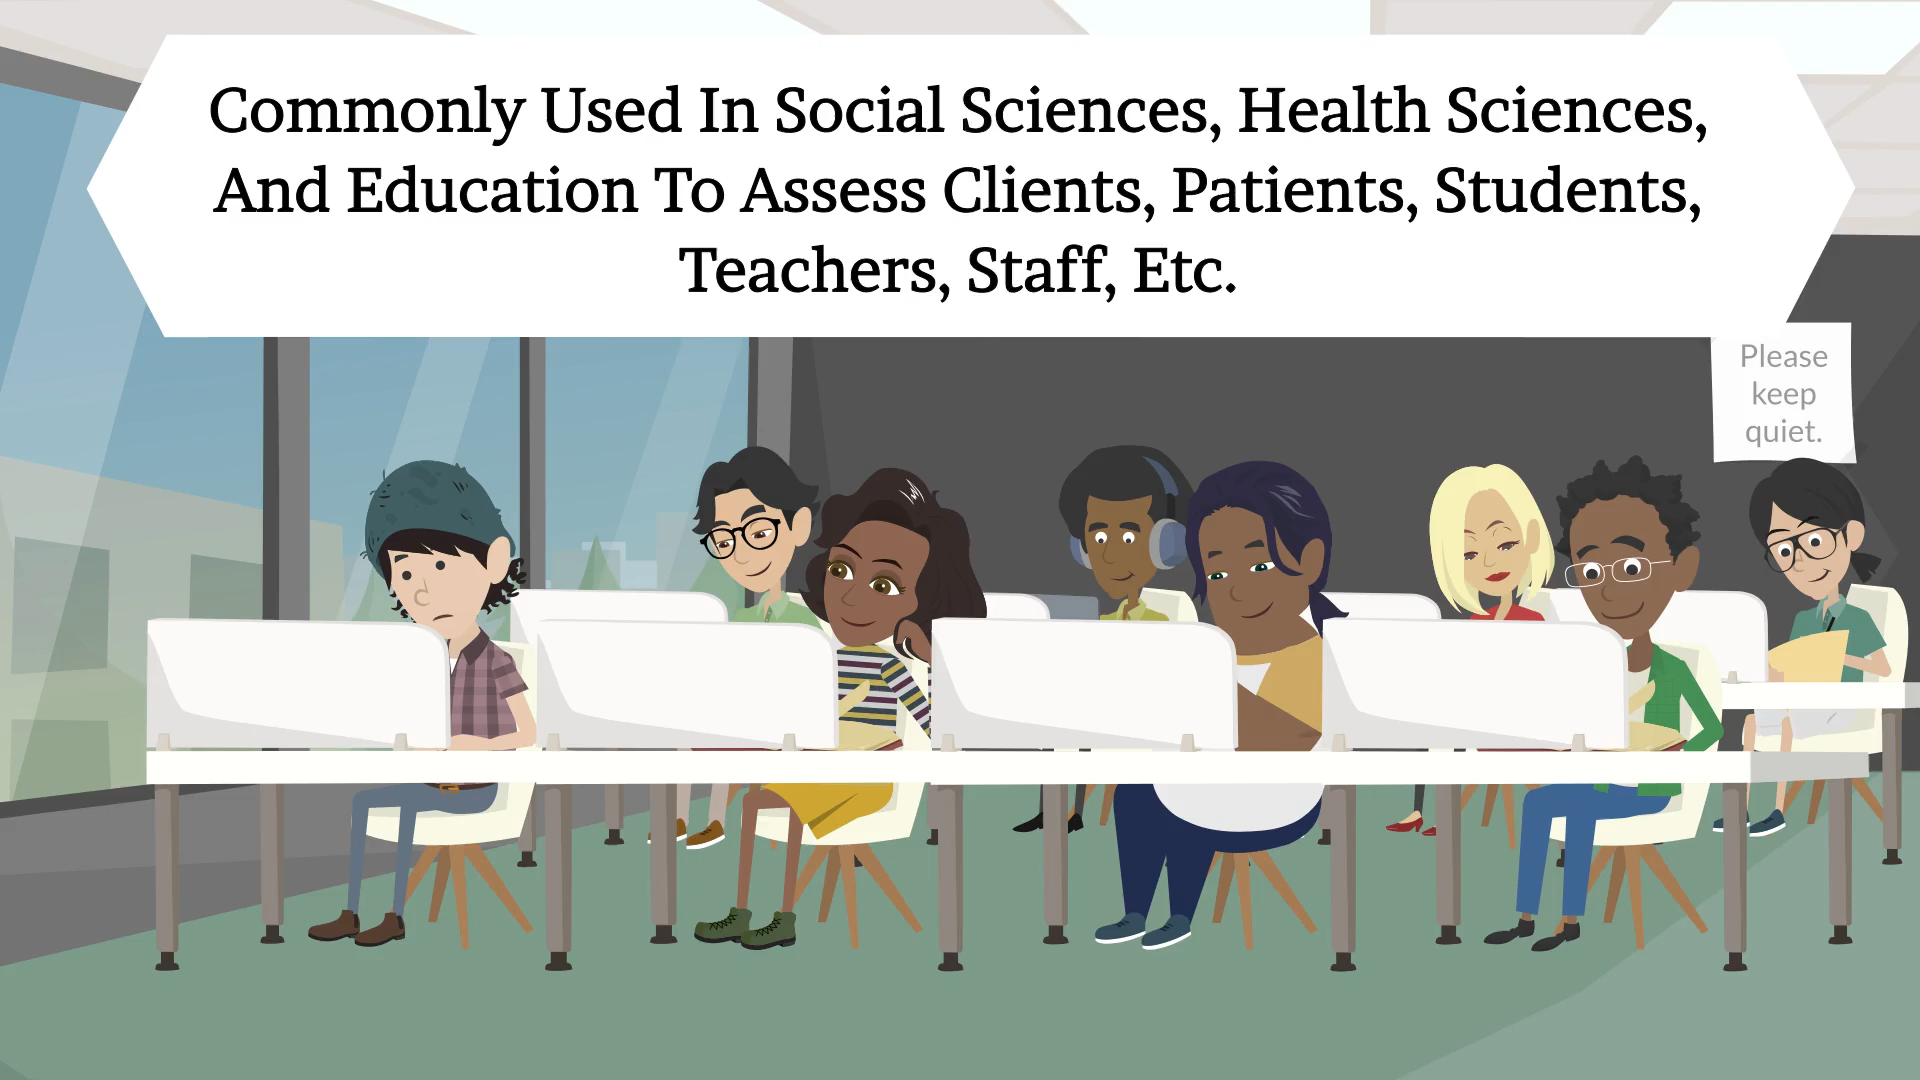 Commonly Used In Social Sciences, Health Sciences,
And Education To Assess Clients, Patients, Students,
Teachers, Staff, Etc.
Please
keep
quiet.